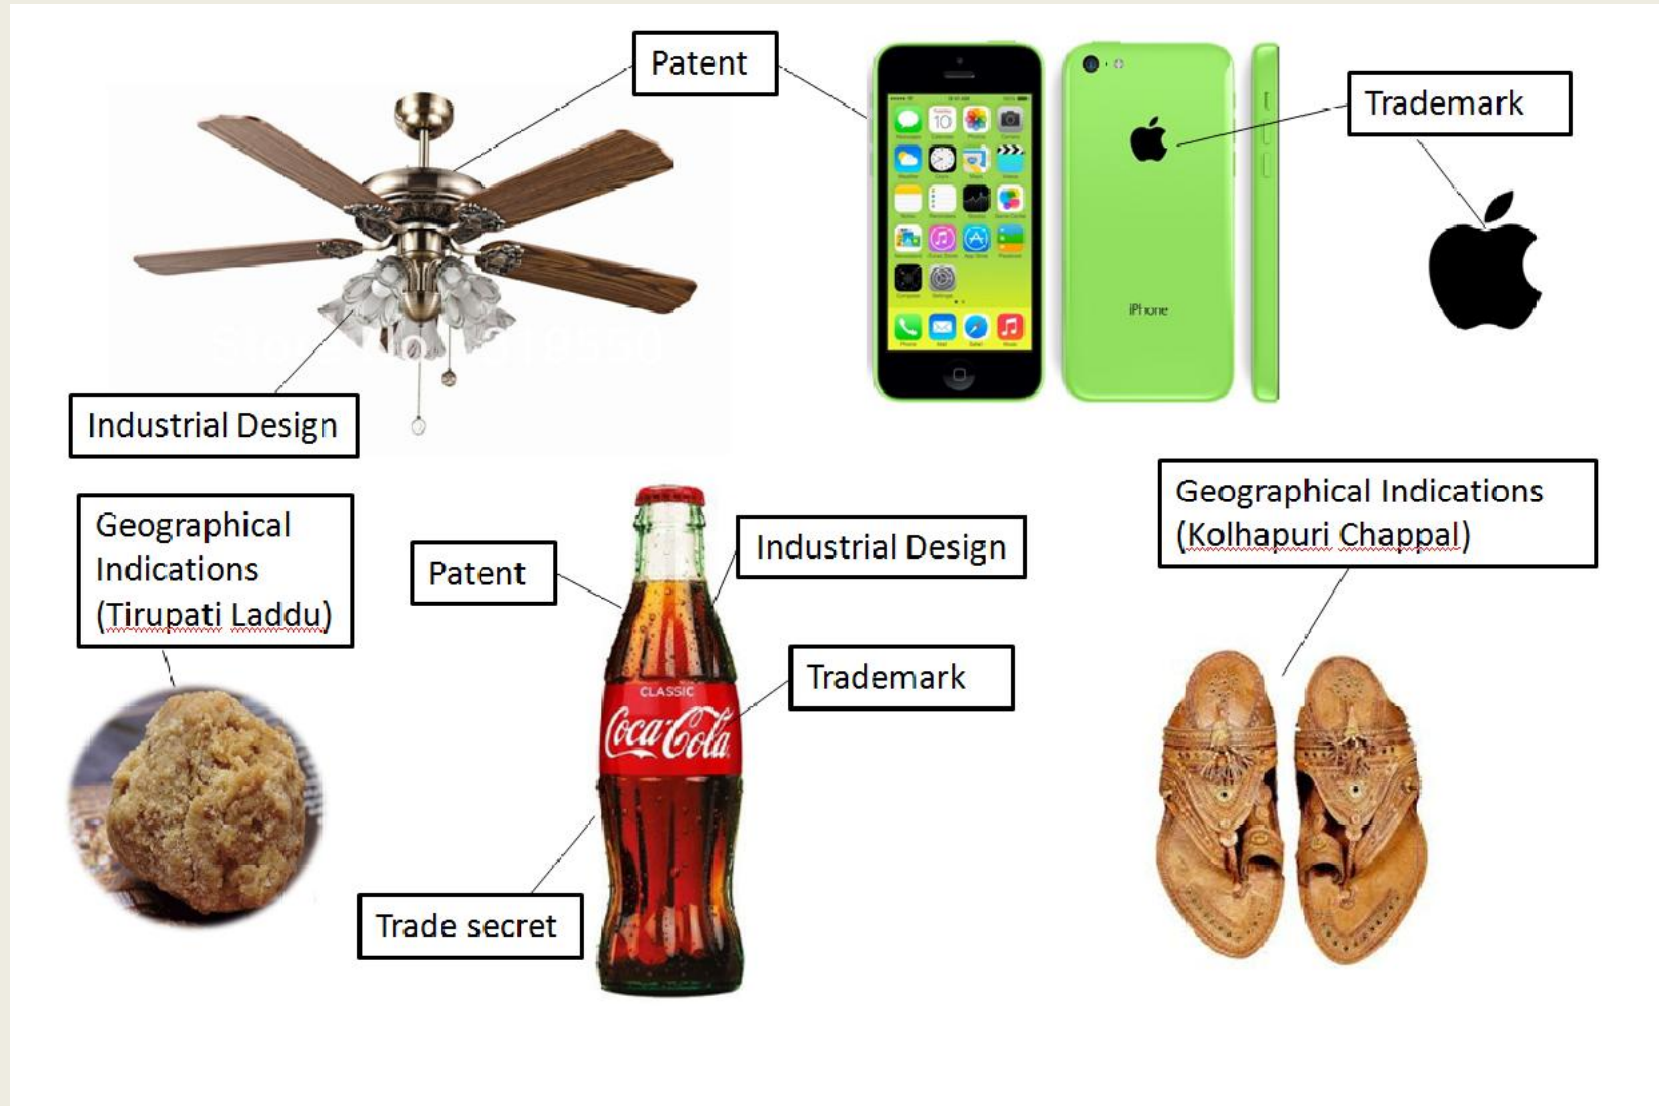 Patent
Trademark
iPhone
Industrial Design
Geographical
Indications
(Tirupati Laddu)
Patent
Industrial Design
Trademark
CLASSIC
Coca-Cola
Trade secret
Geographical Indications
(Kolhapuri Chappal)